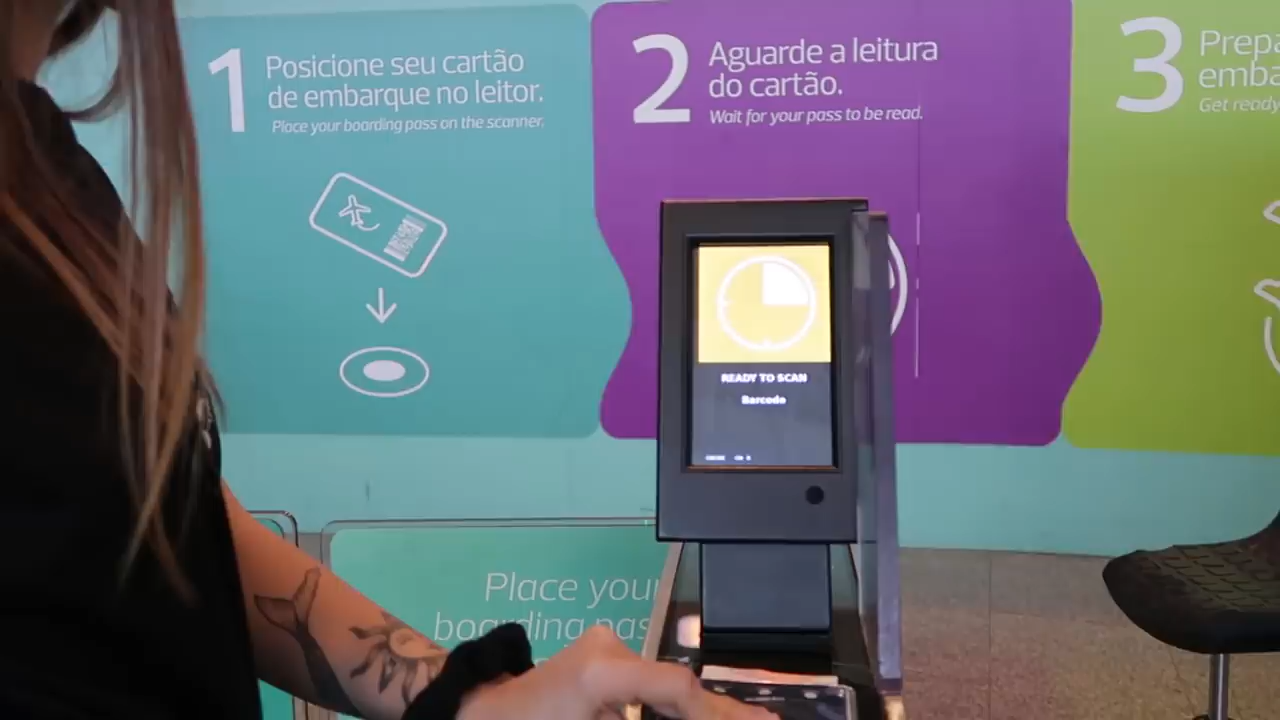 1
Posicione seu cartão
de embarque no leitor.
Place your boarding pass on the scanner.
2
Aguarde a leitura
do cartão.
Wait for your pass to be read.
3
Prepa
emba
Get ready
READY TO SCAN
Barcode
Place your
boarding pas